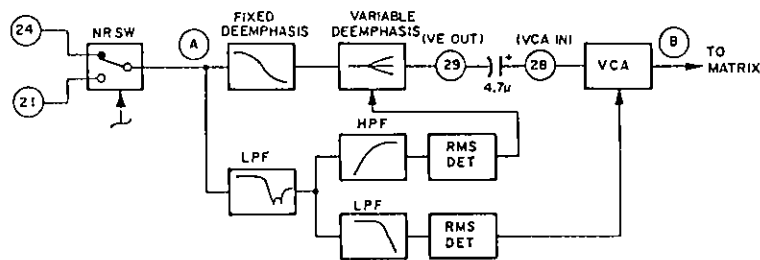 24
NR SW
A
FIXED
DEEMPHASIS
VARIABLE
DEEMPHASIS
(VE OUT)
(VCA IN)
B
21
29
4.7μ
+
28
VCA
TO
MATRIX
HPF
RMS
DET
LPF
LPF
RMS
DET